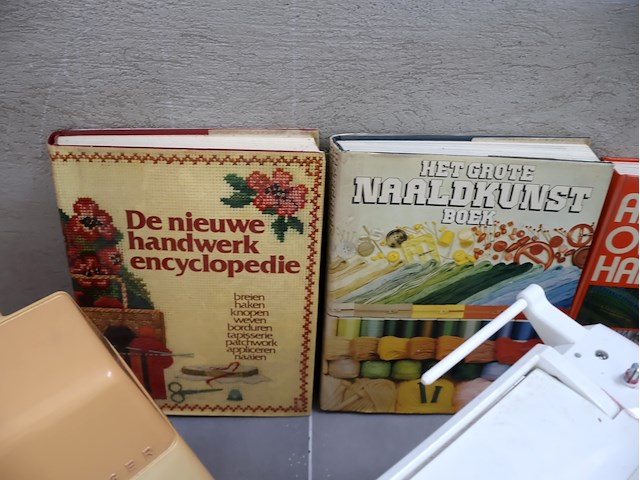 De nieuwe
handwerk
encyclopedie
breien
haken
knopen
weven
borduren
tapisserie
patchwork
appliceren
naaien
HET GROTE
NAALDKUNST
BOEK